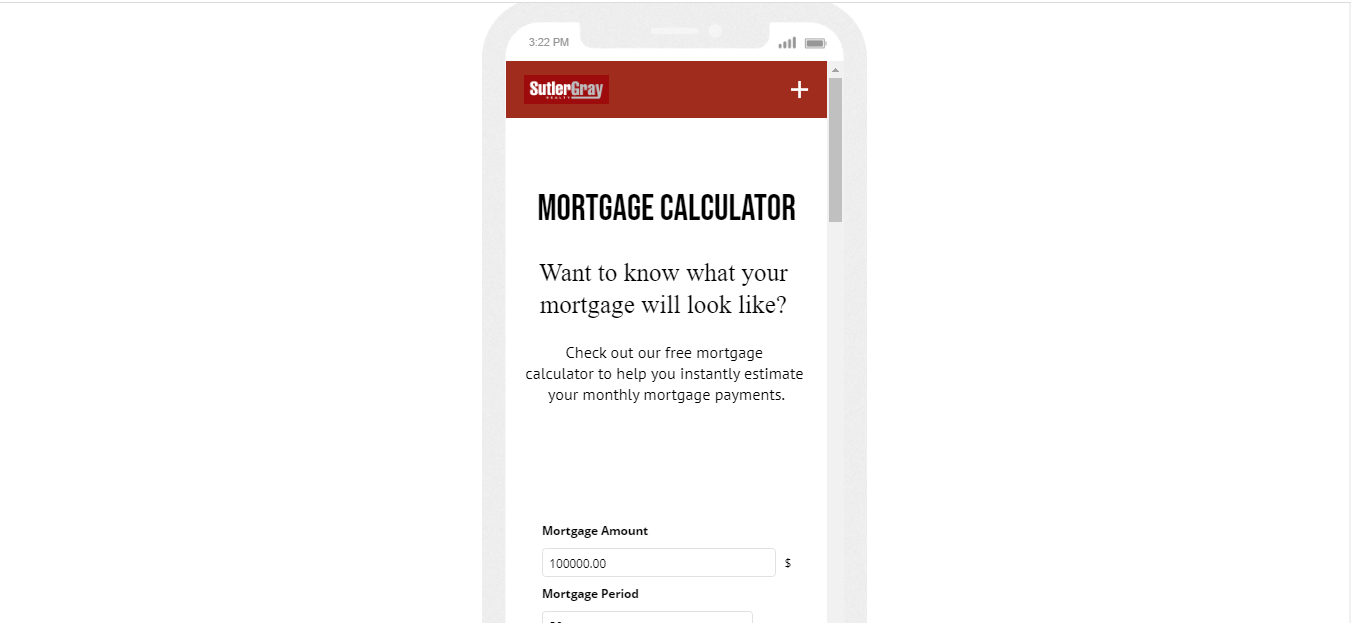 3:22 PM
SutlerGray
REALTY
MORTGAGE CALCULATOR
Want to know what your
mortgage will look like?
Check out our free mortgage
calculator to help you instantly estimate
your monthly mortgage payments.
Mortgage Amount
100000.00 $
Mortgage Period